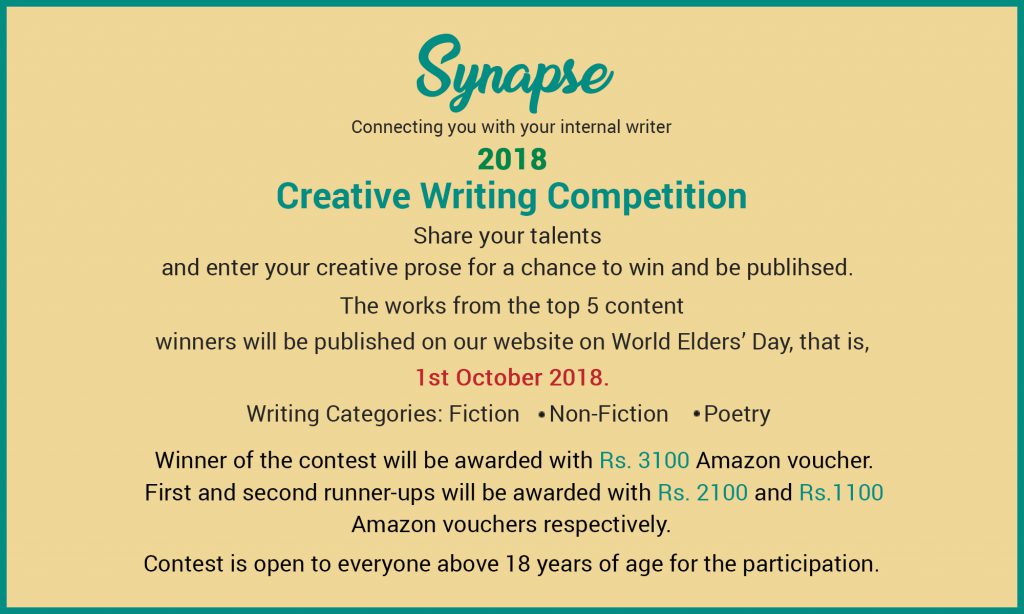 Synapse
Connecting you with your internal writer
2018
Creative Writing Competition
Share your talents
and enter your creative prose for a chance to win and be publihsed.
The works from the top 5 content
winners will be published on our website on World Elders’ Day, that is,
1st October 2018.
Writing Categories: Fiction •Non-Fiction •Poetry
Winner of the contest will be awarded with Rs. 3100 Amazon voucher.
First and second runner-ups will be awarded with Rs. 2100 and Rs.1100
Amazon vouchers respectively.
Contest is open to everyone above 18 years of age for the participation.